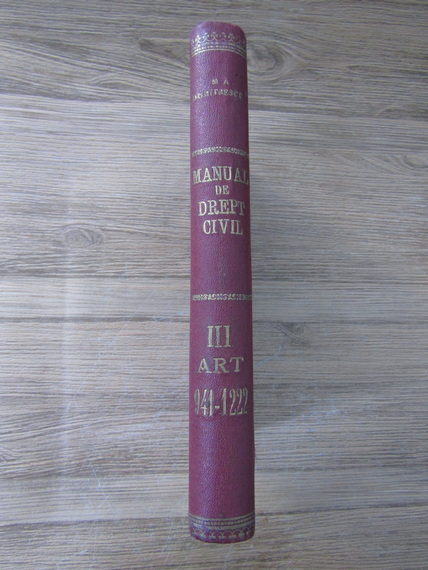 M A
MANUAL
DE
DREPT
CIVIL
III
ART
941-1222